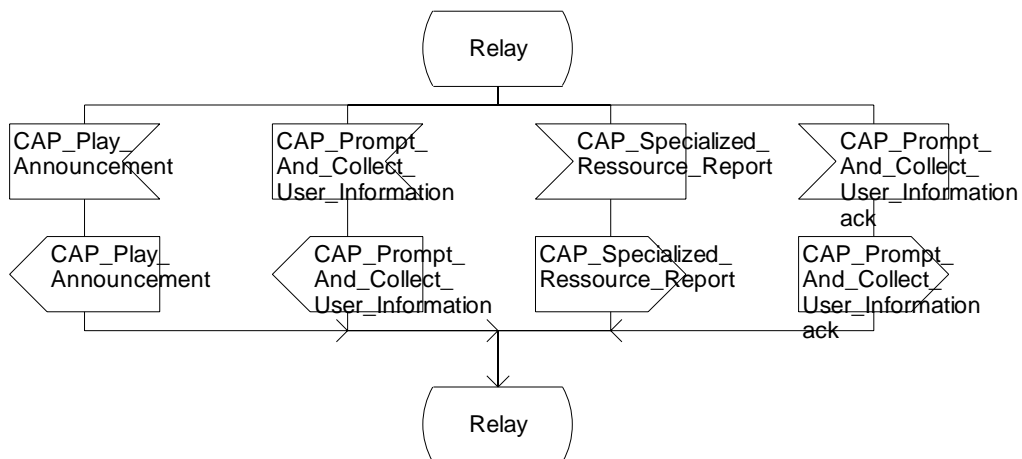 Relay
CAP_Play_
Announcement
CAP_Prompt_
And_Collect_
User_Information
CAP_Specialized_
Ressource_Report
CAP_Prompt_
And_Collect_
User_Information
ack
CAP_Play_
Announcement
CAP_Prompt_
And_Collect_
User_Information
CAP_Specialized_
Ressource_Report
CAP_Prompt_
And_Collect_
User_Information
ack
Relay